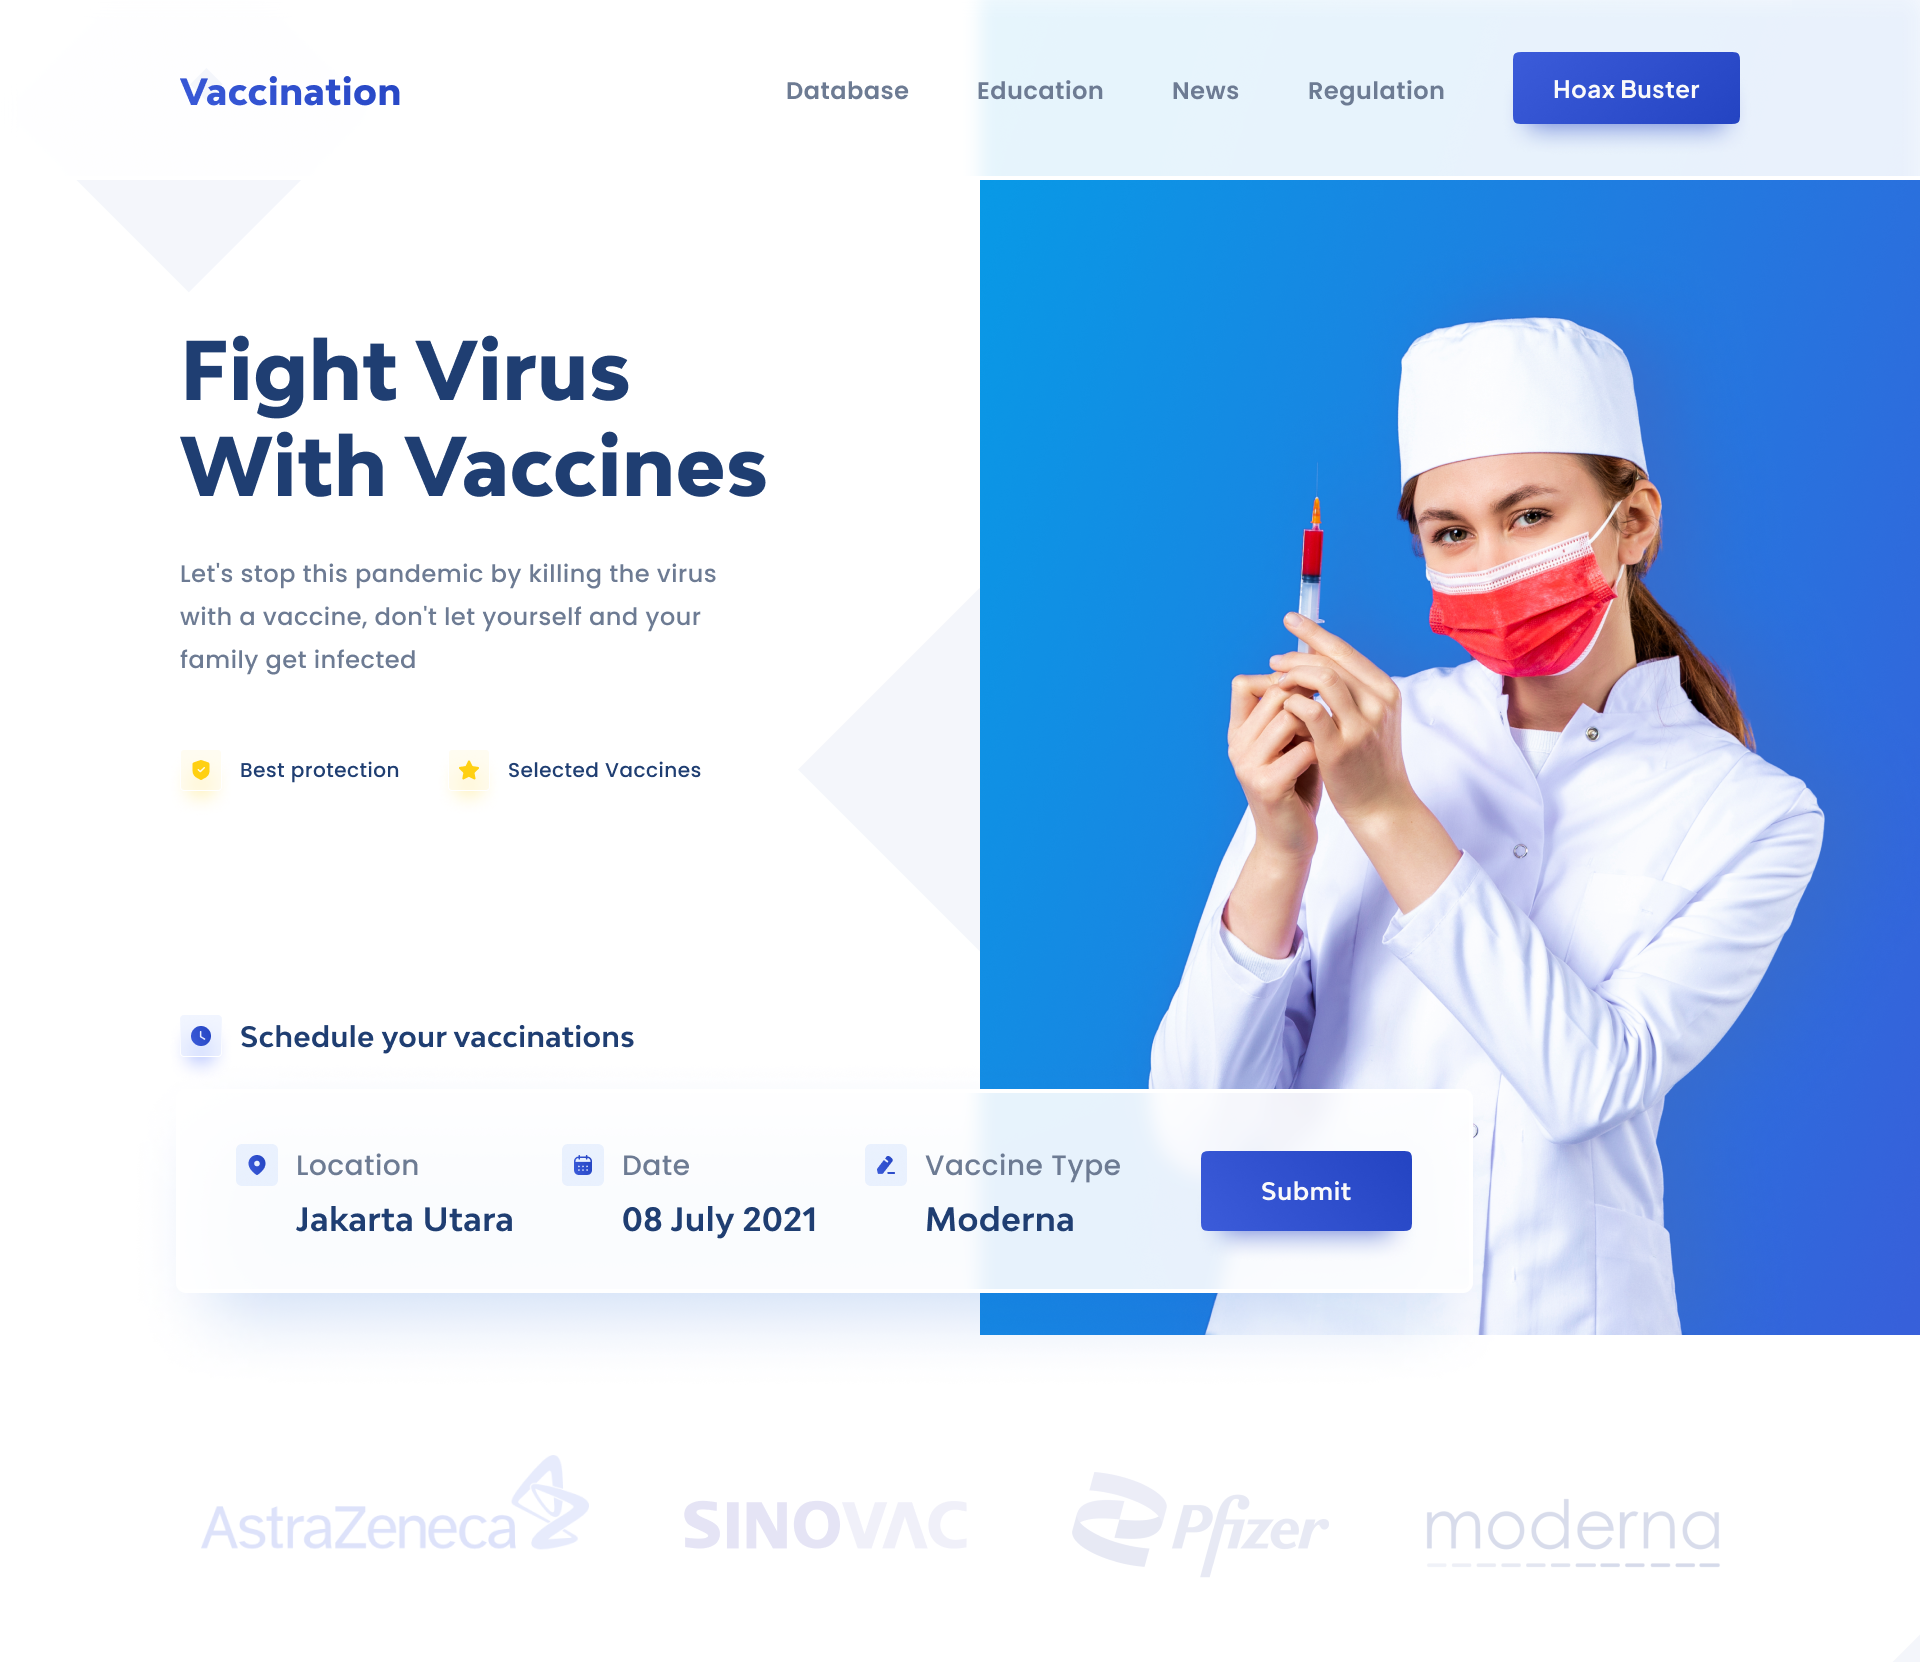 Vaccination
Database
Education
News
Regulation
Hoax Buster
Fight Virus
With Vaccines
Let's stop this pandemic by killing the virus
with a vaccine, don't let yourself and your
family get infected
Best protection
Selected Vaccines
Schedule your vaccinations
Location
Jakarta Utara
Date
08 July 2021
Vaccine Type
Moderna
Submit
AstraZeneca
SINOVAC
Pfizer
moderna